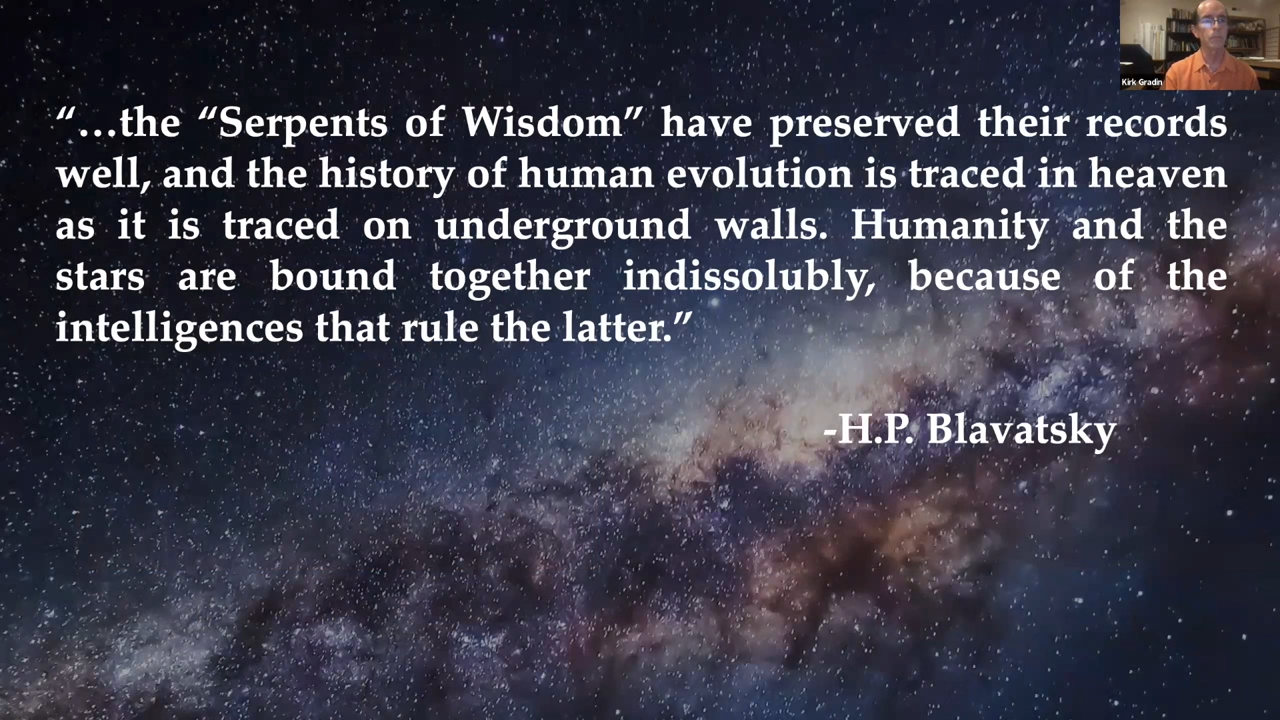 Kirk Gradin
“…the “Serpents of Wisdom” have preserved their records
well, and the history of human evolution is traced in heaven
as it is traced on underground walls. Humanity and the
stars are bound together indissolubly, because of the
intelligences that rule the latter.”
-H.P. Blavatsky